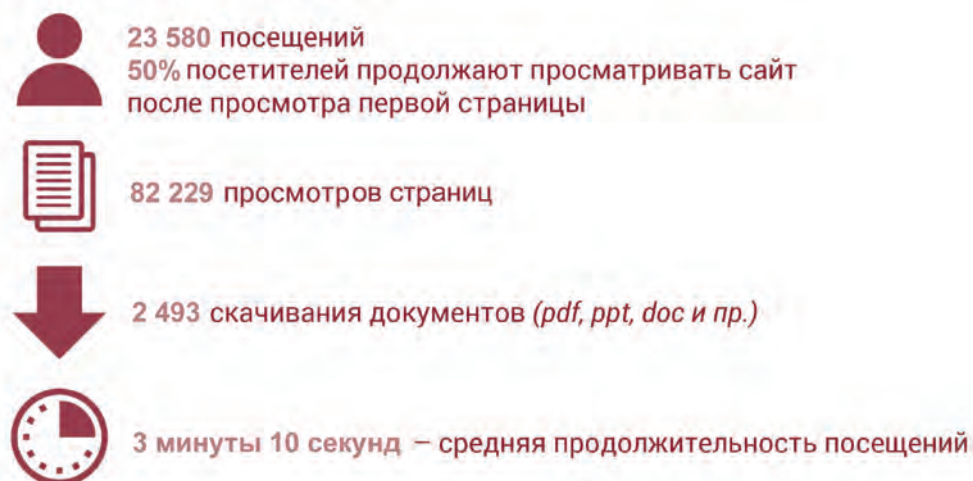 23 580 посещений
50% посетителей продолжают просматривать сайт
после просмотра первой страницы
82 229 просмотров страниц
2 493 скачивания документов (pdf, ppt, doc и пр.)
3 минуты 10 секунд – средняя продолжительность посещений